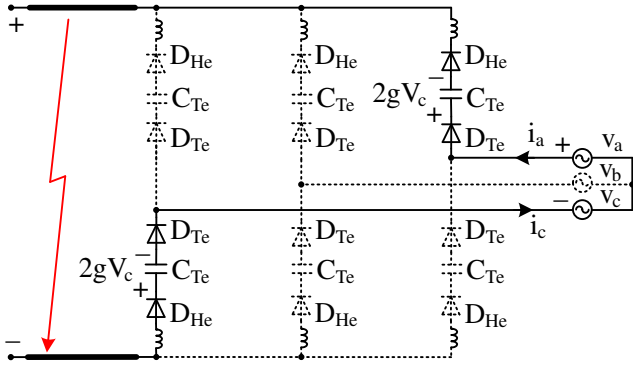 +
D_He D_He D_He
2gV_c − C_Te
C_Te C_Te +
D_Te D_Te D_Te
i_a + v_a
v_b
i_c − v_c
D_Te D_Te D_Te
2gV_c − C_Te C_Te C_Te
+ D_He D_He D_He
−